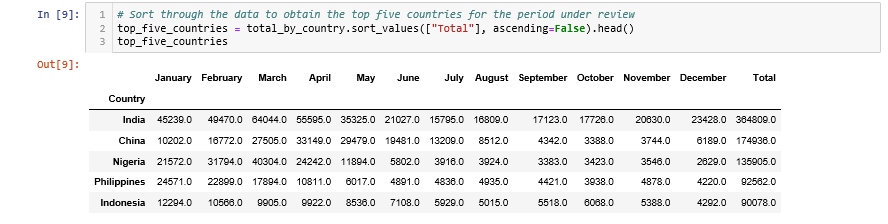 In [9]:
1 # Sort through the data to obtain the top five countries for the period under review
2 top_five_countries = total_by_country.sort_values(["Total"], ascending=False).head()
3 top_five_countries
Out[9]:
January February March April May June July August September October November December Total
Country
India 45239.0 49470.0 64044.0 55595.0 35325.0 21027.0 15795.0 16809.0 17123.0 17726.0 20630.0 23428.0 364809.0
China 10202.0 16772.0 27505.0 33149.0 29479.0 19481.0 13209.0 8512.0 4342.0 3388.0 3744.0 6189.0 174936.0
Nigeria 21572.0 31794.0 40304.0 24242.0 11894.0 5802.0 3916.0 3924.0 3383.0 3423.0 3546.0 2629.0 135905.0
Philippines 24571.0 22899.0 17894.0 10811.0 6017.0 4891.0 4836.0 4935.0 4421.0 3938.0 4878.0 4220.0 92562.0
Indonesia 12294.0 10566.0 9905.0 9922.0 8536.0 7108.0 5929.0 5015.0 5518.0 6068.0 5388.0 4292.0 90078.0